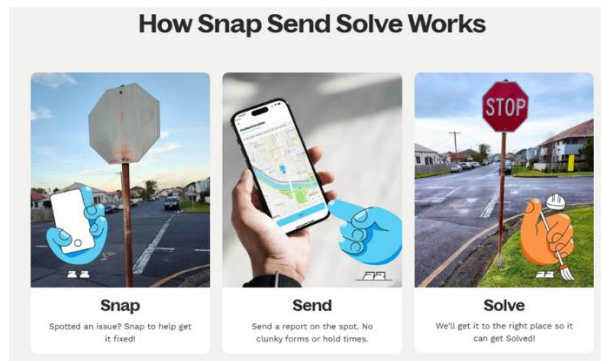 How Snap Send Solve Works
STOP
Snap
Spotted an issue? Snap to help get
it fixed!
Send
Send a report on the spot. No
clunky forms or hold times.
Solve
We'll get it to the right place so it
can get Solved!